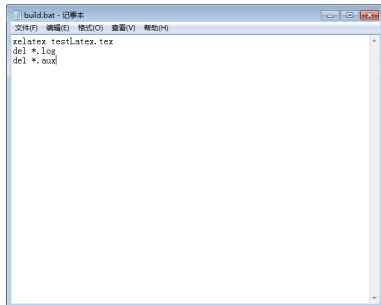 build.bat - 记事本
文件(F) 编辑(E) 格式(O) 查看(V) 帮助(H)
xelatex testLatex.tex
del *.log
del *.aux